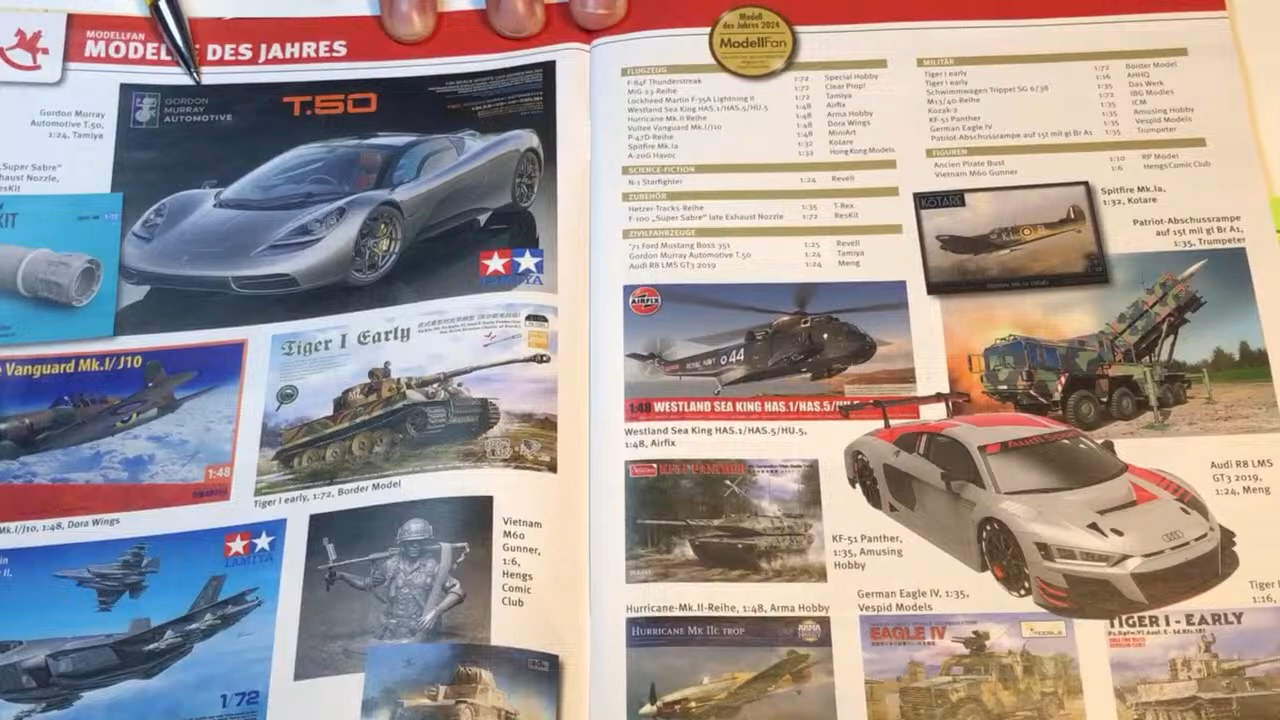 MODELLFAN
MODELLE DES JAHRES
Gordon Murray
Automotive T.50,
1:24, Tamiya
GORDON
MURRAY
AUTOMOTIVE
T.50
TAMIYA
Super Sabre"
Exhaust Nozzle,
ResKit
KIT
1:72
Vanguard Mk.I/J10
1:48
Mk.I/J10, 1:48, Dora Wings
Tiger I Early
Tiger I early, 1:72, Border Model
TAMIYA
1/72
Vietnam
M60
Gunner,
1:6,
Hengs
Comic
Club
Modell
des Jahres 2024
ModellFan
FLUGZEUG
F-84F Thunderstreak 1:72 Special Hobby
MiG-23-Reihe 1:72 Clear Prop!
Lockheed Martin F-35A Lightning II 1:72 Tamiya
Westland Sea King HAS.1/HAS.5/HU.5 1:48 Airfix
Hurricane Mk.II Reihe 1:48 Arma Hobby
Vultee Vanguard Mk.I/J10 1:48 Dora Wings
P-47D-Reihe 1:48 MiniArt
Spitfire Mk.Ia 1:32 Kotare
A-20G Havoc 1:32 HongKong Models
SCIENCE-FICTION
N-1 Starfighter 1:24 Revell
ZUBEHÖR
Hetzer-Tracks-Reihe 1:35 T-Rex
F-100 „Super Sabre" late Exhaust Nozzle 1:72 ResKit
ZIVILFAHRZEUGE
'71 Ford Mustang Boss 351 1:25 Revell
Gordon Murray Automotive T.50 1:24 Tamiya
Audi R8 LMS GT3 2019 1:24 Meng
MILITÄR
Tiger I early 1:72 Border Model
Tiger I early 1:16 AHHQ
Schwimmwagen Trippel SG 6/38 1:35 Das Werk
M13/40-Reihe 1:72 IBG Modells
Kozak-2 1:35 ICM
KF-51 Panther 1:35 Amusing Hobby
German Eagle IV 1:35 Vespid Models
Patriot-Abschussrampe auf 15t mil gl Br A1 1:35 Trumpeter
FIGUREN
Ancien Pirate Bust 1:10 RP Model
Vietnam M60 Gunner 1:6 Hengs Comic Club
KOTARE
Spitfire Mk.Ia,
1:32, Kotare
Patriot-Abschussrampe
auf 15t mil gl Br A1,
1:35, Trumpeter
AIRFIX
ROYAL NAVY 44
1:48 WESTLAND SEA KING HAS.1/HAS.5/HU.5
Westland Sea King HAS.1/HAS.5/HU.5,
1:48, Airfix
KF51 PANTHER
KF-51 Panther,
1:35, Amusing
Hobby
Audi R8 LMS
GT3 2019,
1:24, Meng
Hurricane-Mk.II-Reihe, 1:48, Arma Hobby
HURRICANE Mk IIc TROP
ARMA
German Eagle IV, 1:35,
Vespid Models
EAGLE IV
Tiger I
1:16,
TIGER I - EARLY